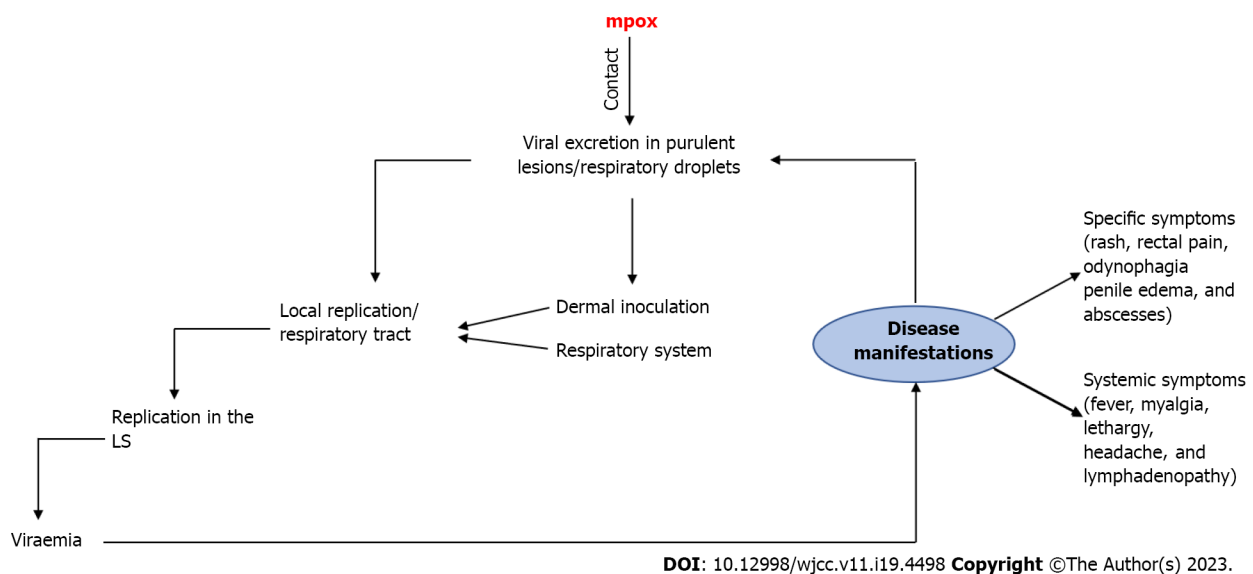 mpox
Contact
Viral excretion in purulent
lesions/respiratory droplets
Local replication/
respiratory tract
Dermal inoculation
Respiratory system
Replication in the
LS
Viraemia
Disease
manifestations
Specific symptoms
(rash, rectal pain,
odynophagia
penile edema, and
abscesses)
Systemic symptoms
(fever, myalgia,
lethargy,
headache, and
lymphadenopathy)
DOI: 10.12998/wjcc.v11.i19.4498 Copyright ©The Author(s) 2023.